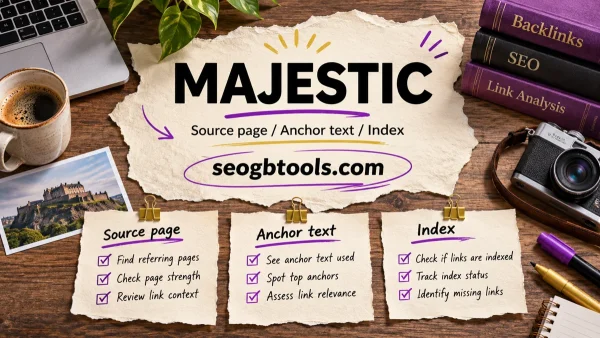 MAJESTIC
Source page / Anchor text / Index
seogbtools.com
Backlinks
SEO
Link Analysis
Source page
Find referring pages
Check page strength
Review link context
Anchor text
See anchor text used
Spot top anchors
Assess link relevance
Index
Check if links are indexed
Track index status
Identify missing links